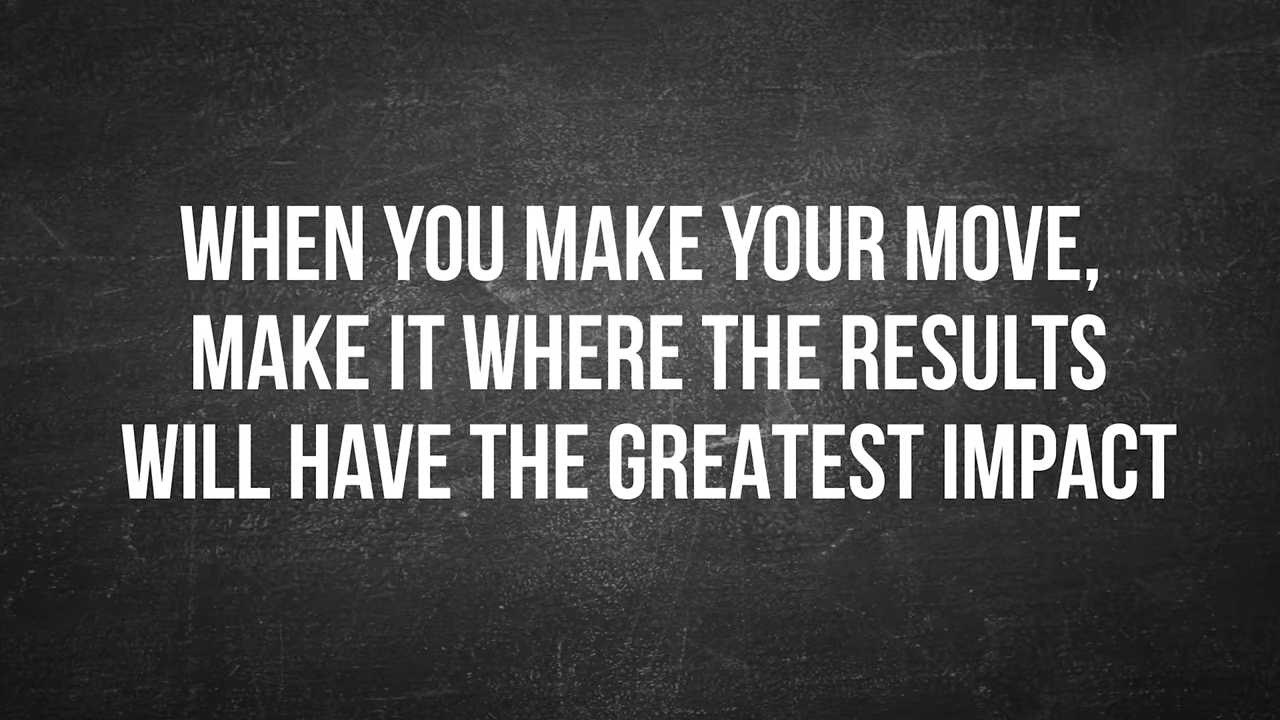 WHEN YOU MAKE YOUR MOVE,
MAKE IT WHERE THE RESULTS
WILL HAVE THE GREATEST IMPACT